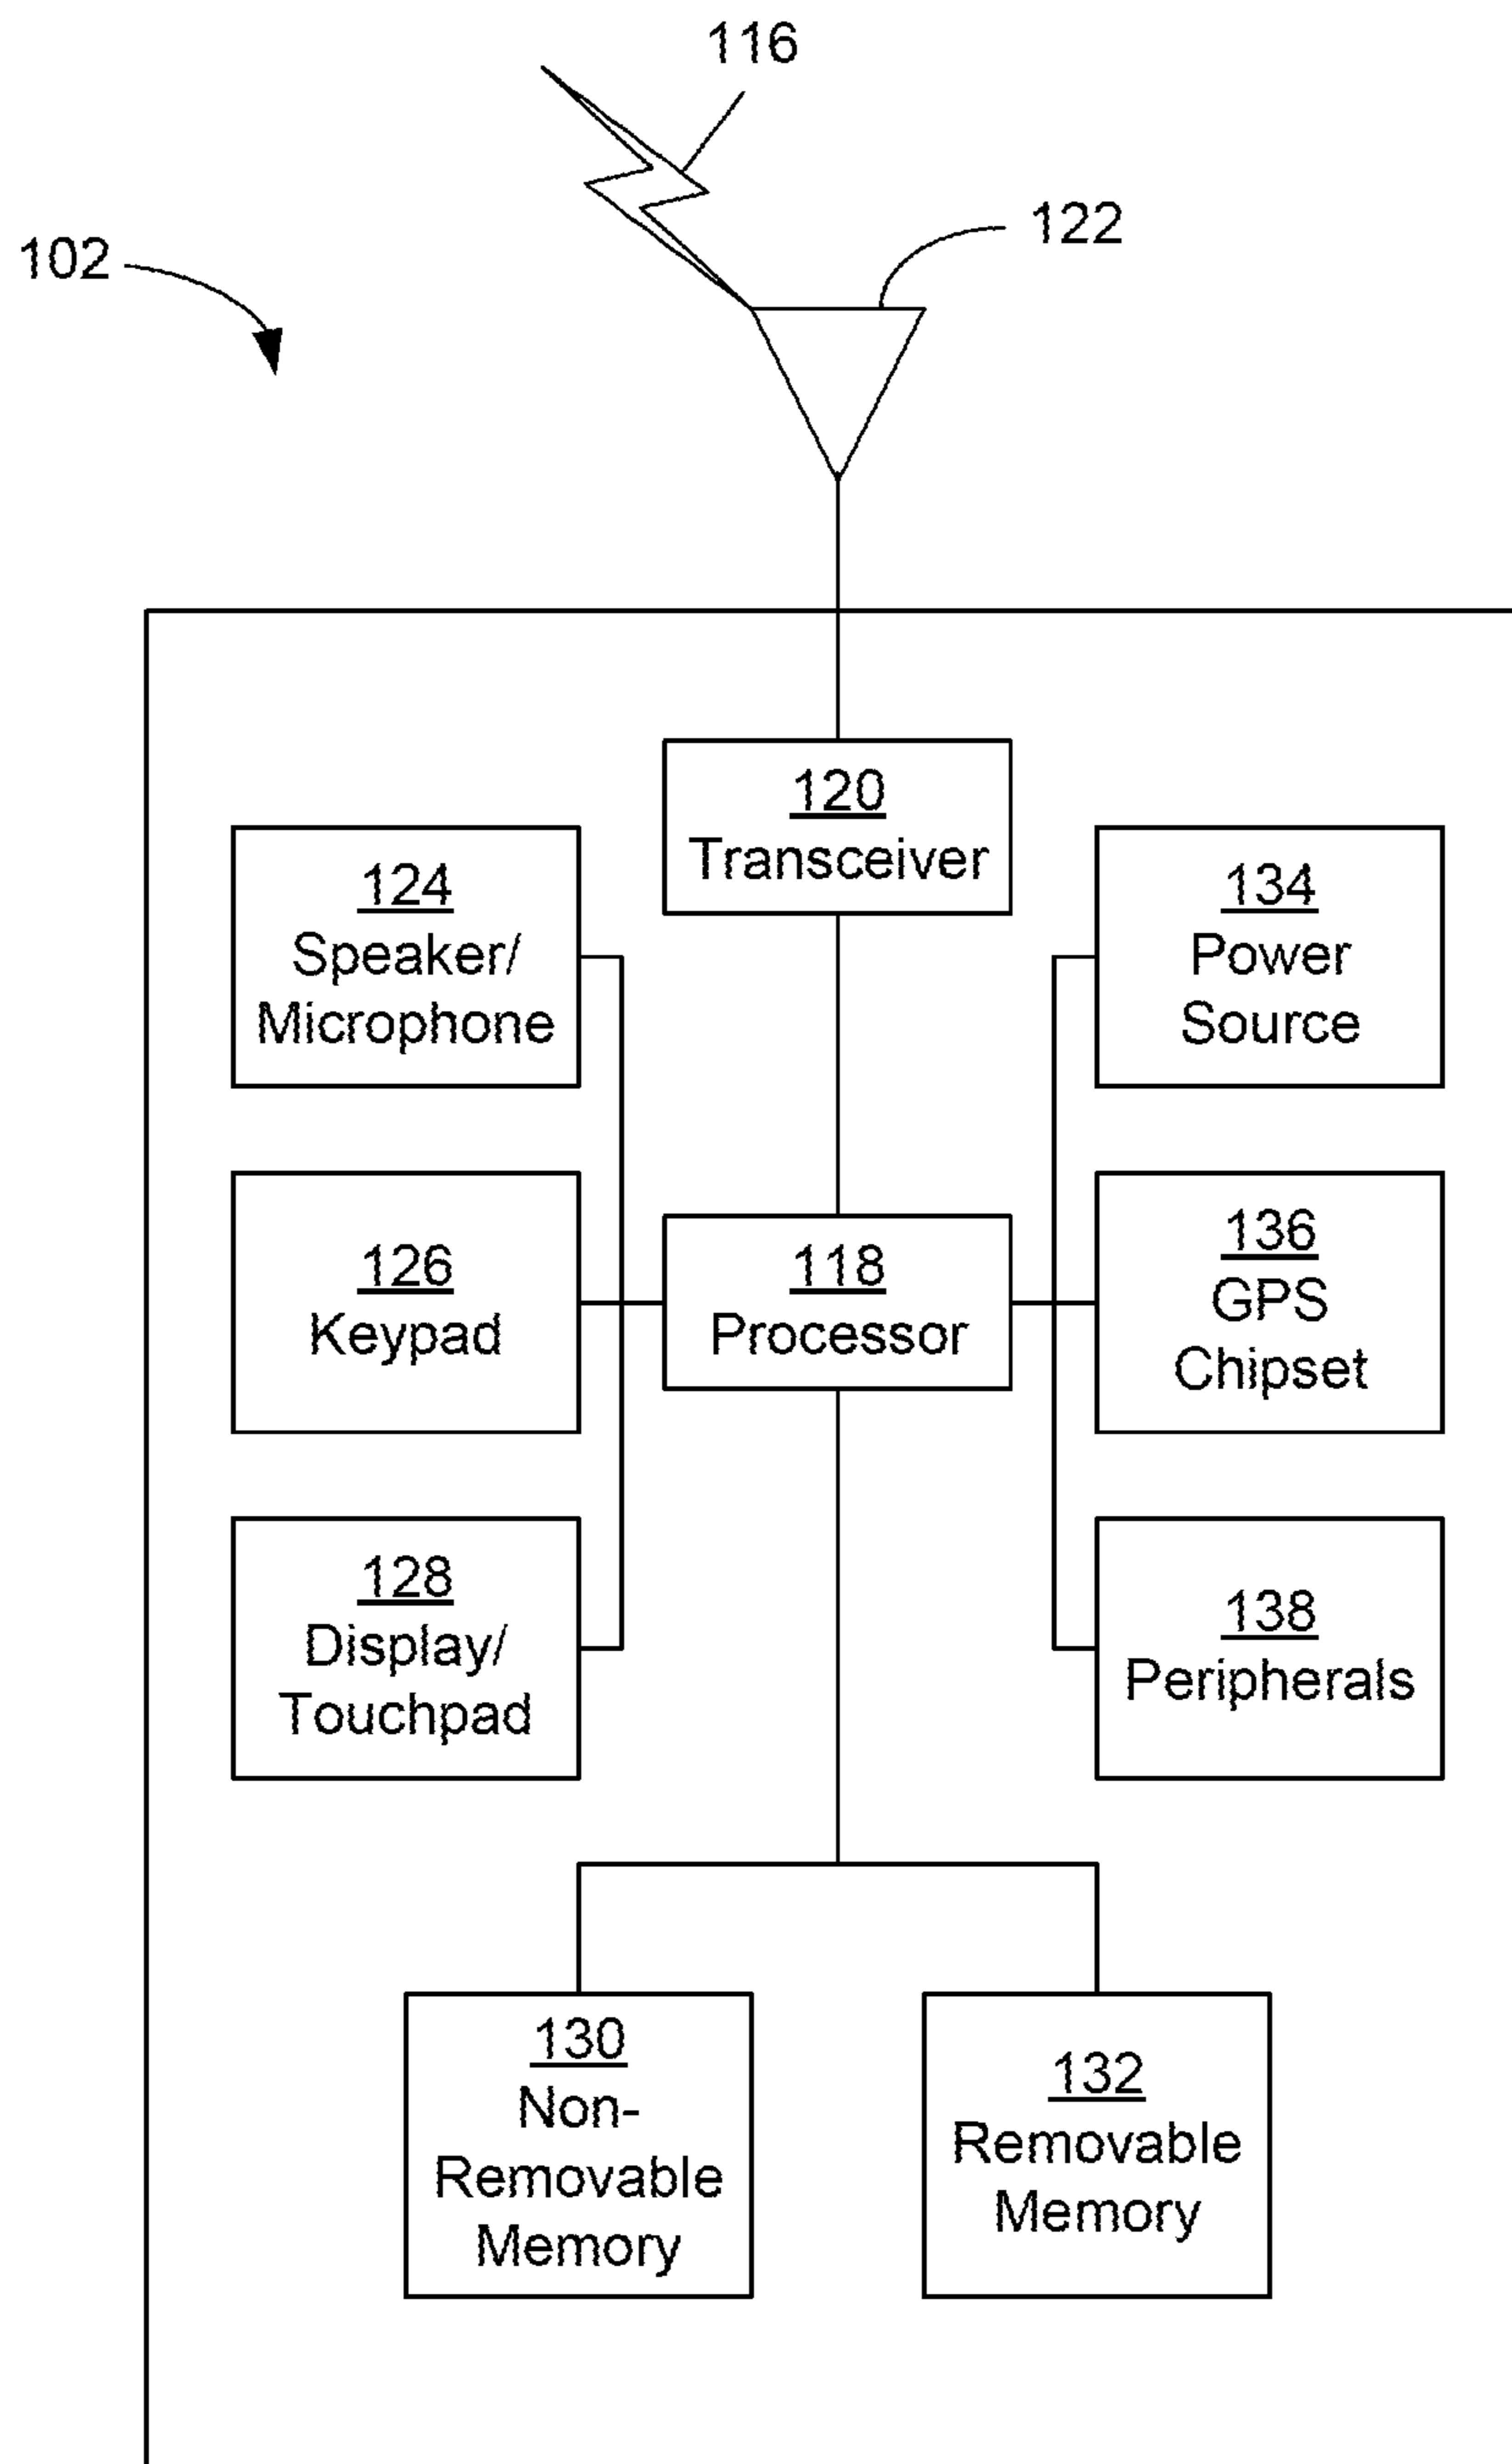 116
122
102
120
Transceiver
124
Speaker/
Microphone
134
Power
Source
126
Keypad
118
Processor
136
GPS
Chipset
128
Display/
Touchpad
138
Peripherals
130
Non-
Removable
Memory
132
Removable
Memory